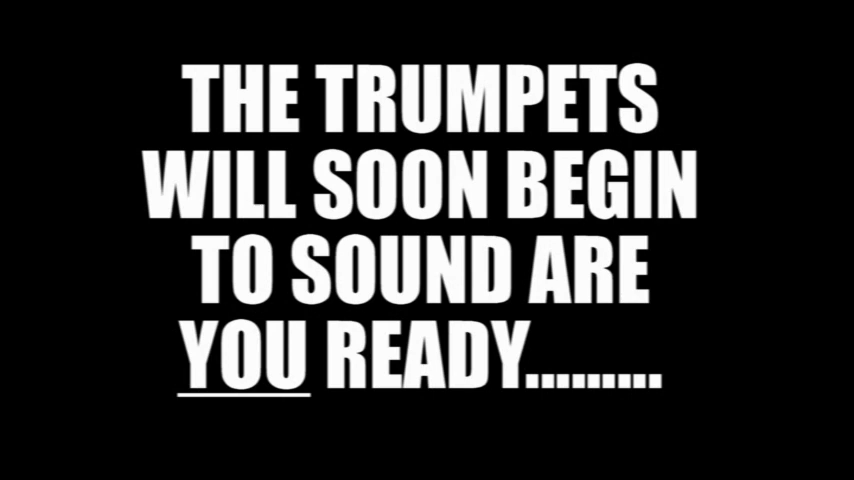 THE TRUMPETS
WILL SOON BEGIN
TO SOUND ARE
YOU READY.........